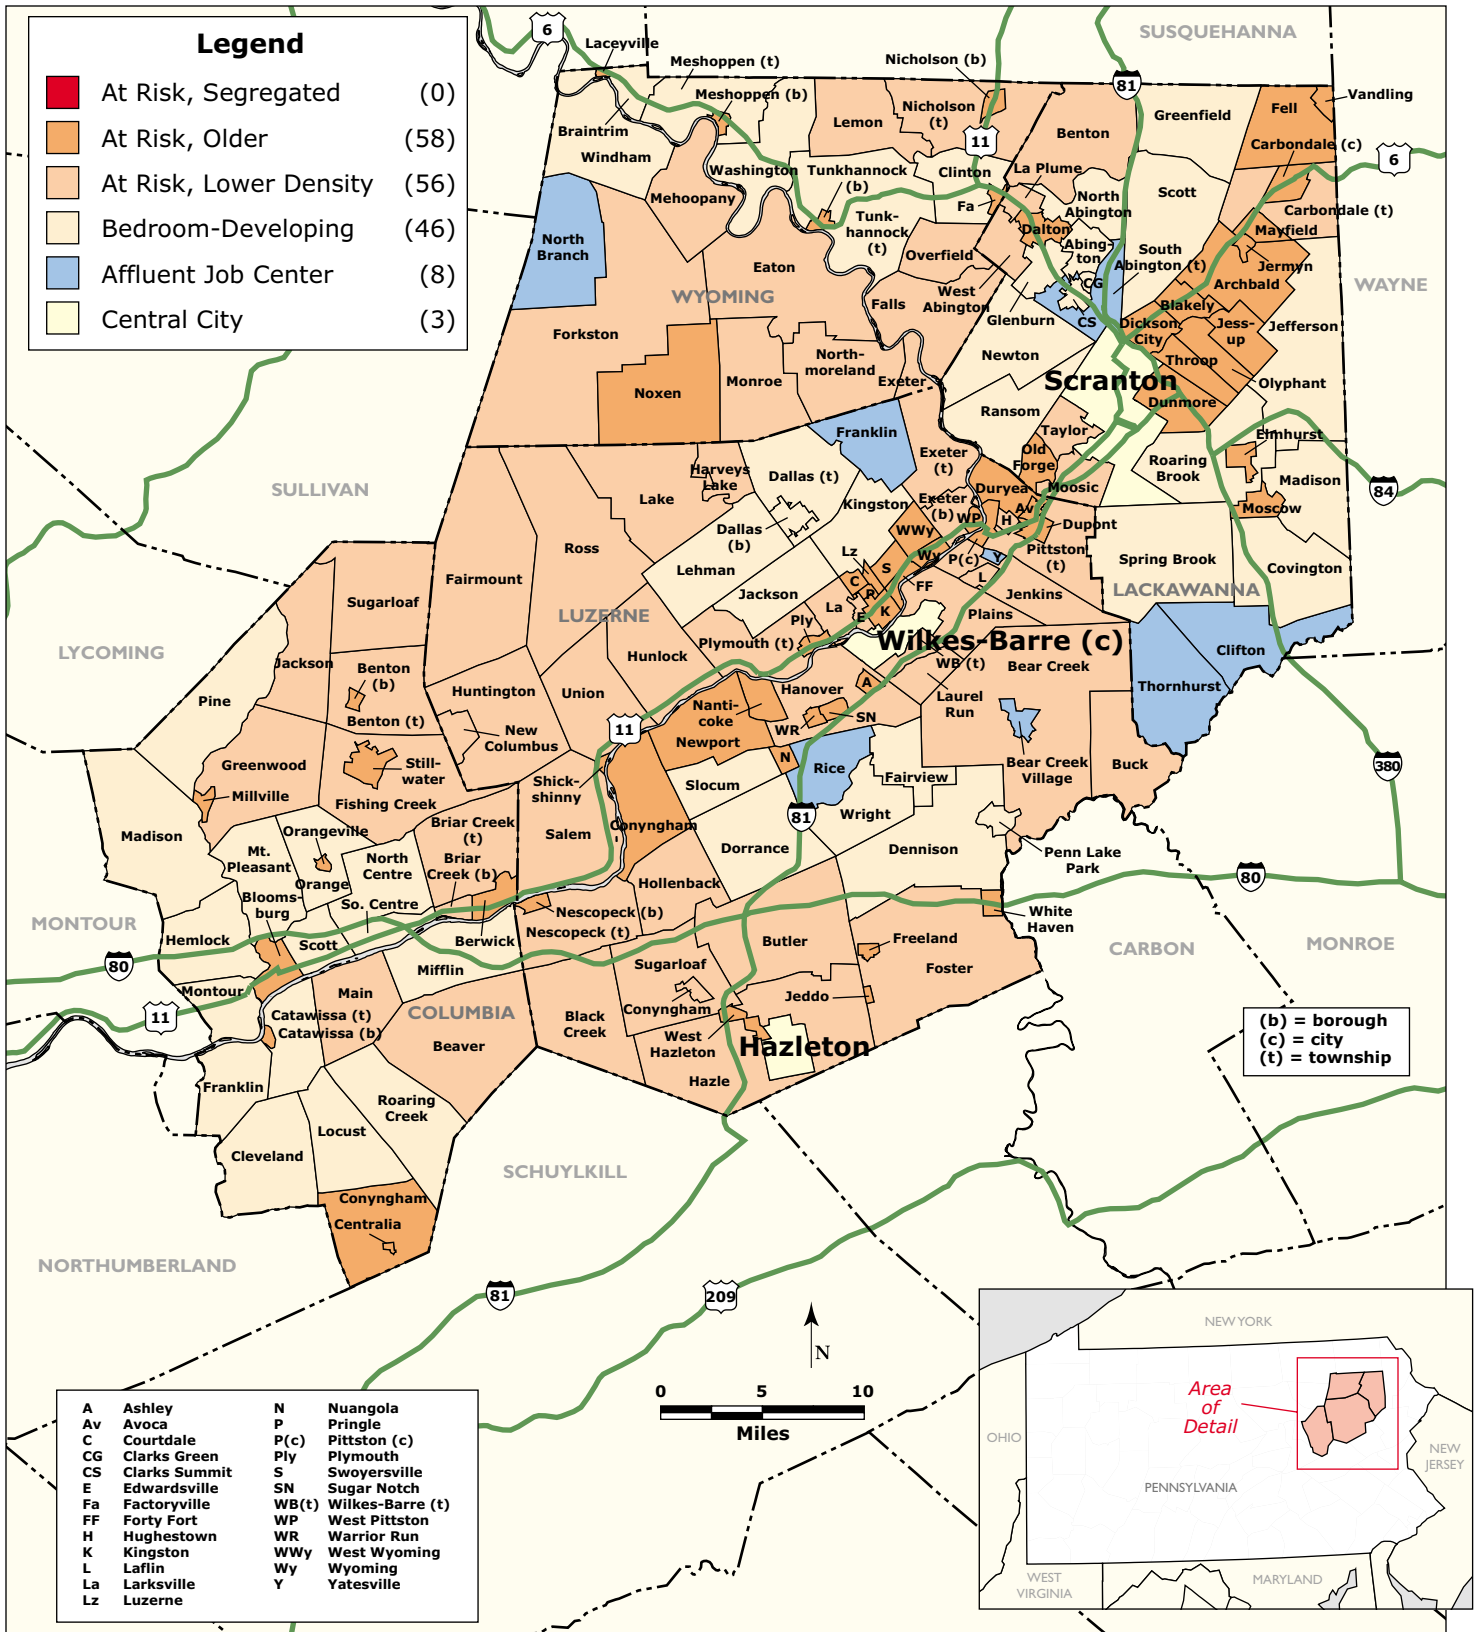 Legend
At Risk, Segregated (0)
At Risk, Older (58)
At Risk, Lower Density (56)
Bedroom-Developing (46)
Affluent Job Center (8)
Central City (3)
6
Laceyville
Meshoppen (t)
Meshoppen (b)
Nicholson (b)
Nicholson
(t)
Lemon
SUSQUEHANNA
81
Greenfield
Fell
Vandling
Benton
11
Carbondale (c)
6
Braintrim
Windham
Washington
Tunkhannock
(b)
Clinton
La Plume
Scott
Mehoopany
Fa
North
Abington
Carbondale (t)
Mayfield
North
Branch
Tunk-
hannock
(t)
Dalton
Abing-
ton
South
Abington (t)
Jermyn
Overfield
Eaton
WYOMING
CG
Archbald
WAYNE
Falls
West
Abington
Glenburn
CS
Blakely
Dickson
City
Jess-
up
Jefferson
Forkston
North-
moreland
Newton
Throop
Noxen
Monroe
Exeter
Scranton
Olyphant
Ransom
Dunmore
Franklin
Taylor
Elmhurst
Exeter
(t)
Old
Forge
Roaring
Brook
Madison
Harveys
Lake
Dallas (t)
SULLIVAN
Lake
Kingston
Exeter
(b)
Duryea
Moosic
84
Moscow
Av
WP
H
Dupont
Dallas
(b)
WWy
Ross
Lz
Wy
P(c)
Y
Pittston
(t)
Spring Brook
Covington
Fairmount
Lehman
S
C
FF
L
Jenkins
LACKAWANNA
Sugarloaf
Jackson
P
La
K
E
Plains
LUZERNE
Ply
Wilkes-Barre (c)
Plymouth (t)
LYCOMING
Jackson
Hunlock
WB (t)
Bear Creek
Clifton
Benton
(b)
Thornhurst
Pine
Huntington
Union
Hanover
A
Laurel
Run
Benton (t)
Nanti-
coke
SN
New
Columbus
11
WR
Newport
Greenwood
Still-
water
N
Rice
Bear Creek
Village
Buck
380
Shick-
shinny
Slocum
Fairview
Millville
Fishing Creek
81
Wright
Madison
Orangeville
Briar Creek
(t)
Salem
Conyngham
Dorrance
Dennison
Mt.
Pleasant
North
Centre
Briar
Creek (b)
Penn Lake
Park
80
Orange
Hollenback
Blooms-
burg
So. Centre
Nescopeck (b)
White
Haven
MONTOUR
Nescopeck (t)
Hemlock
Scott
Berwick
Butler
Freeland
CARBON
MONROE
80
Mifflin
Sugarloaf
Foster
Montour
Main
Jeddo
11
Catawissa (t)
COLUMBIA
Conyngham
Black
Creek
(b) = borough
(c) = city
(t) = township
Catawissa (b)
West
Hazleton
Hazleton
Beaver
Hazle
Franklin
Roaring
Creek
Locust
Cleveland
SCHUYLKILL
Conyngham
Centralia
NORTHUMBERLAND
81
209
N
0 5 10
Miles
NEW YORK
Area
of
Detail
OHIO
NEW
JERSEY
PENNSYLVANIA
WEST
VIRGINIA
MARYLAND
A Ashley
Av Avoca
C Courtdale
CG Clarks Green
CS Clarks Summit
E Edwardsville
Fa Factoryville
FF Forty Fort
H Hughestown
K Kingston
L Laflin
La Larksville
Lz Luzerne
N Nuangola
P Pringle
P(c) Pittston (c)
Ply Plymouth
S Swoyersville
SN Sugar Notch
WB(t) Wilkes-Barre (t)
WP West Pittston
WR Warrior Run
WWy West Wyoming
Wy Wyoming
Y Yatesville